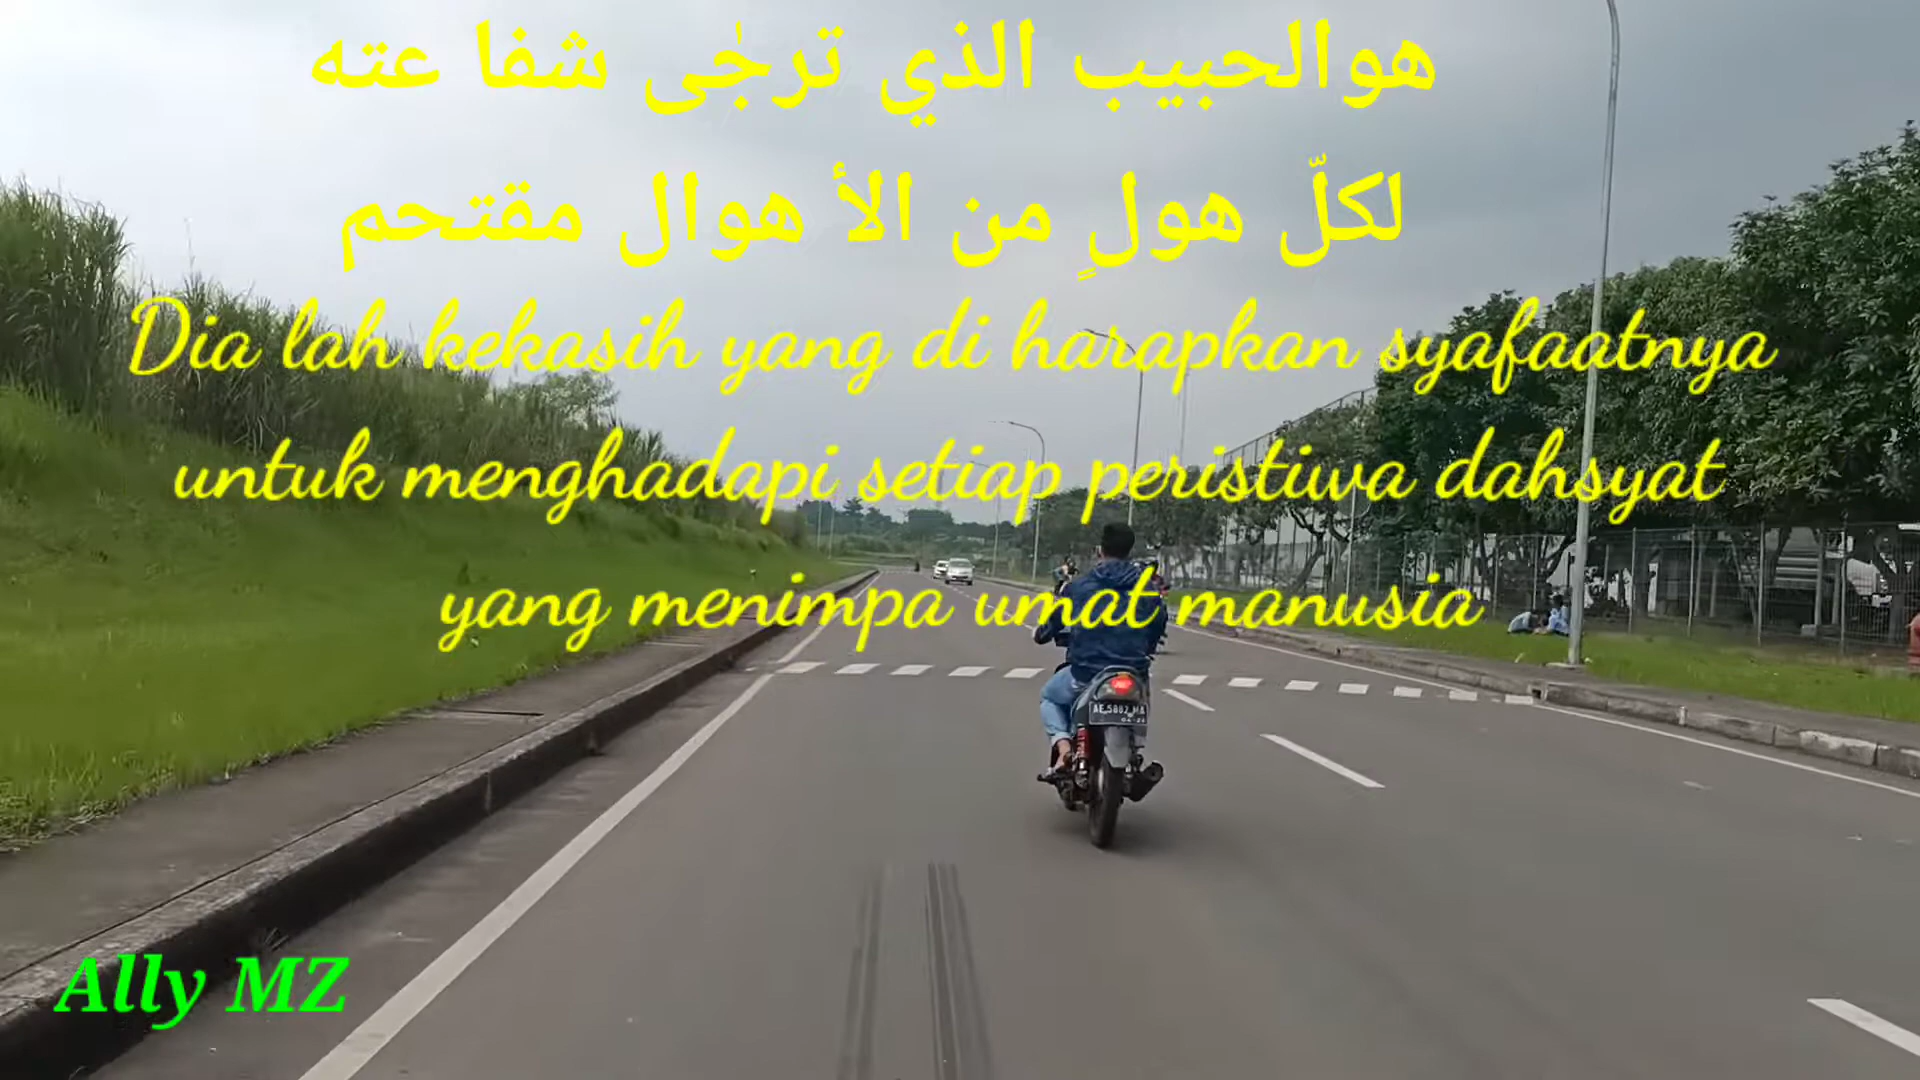 هوالحبيب الذي ترجٰى شفا عته
لكلّ هولٍ من الأ هوال مقتحم
Dia lah kekasih yang di harapkan syafaatnya
untuk menghadapi setiap peristiwa dahsyat
yang menimpa umat manusia
Ally MZ